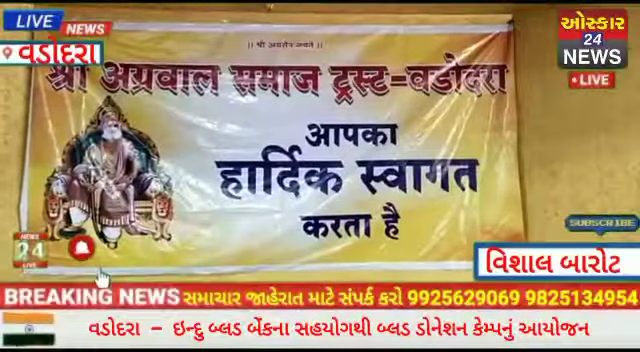 LIVE NEWS
વડોદરા
ઓસ્કાર
24
NEWS
LIVE
|| श्री अग्रसेन जयते ||
श्री अग्रवाल समाज ट्रस्ट=वडोदरा
आपका
हार्दिक स्वागत
करता है
SUBSCRIBE
NEWS
24
LIVE
વિશાલ બારોટ
BREAKING NEWS સમાચાર જાહેરાત માટે સંપર્ક કરો 9925629069 9825134954
વડોદરા – ઇન્દુ બ્લડ બેંકના સહયોગથી બ્લડ ડોનેશન કેમ્પનું આયોજન